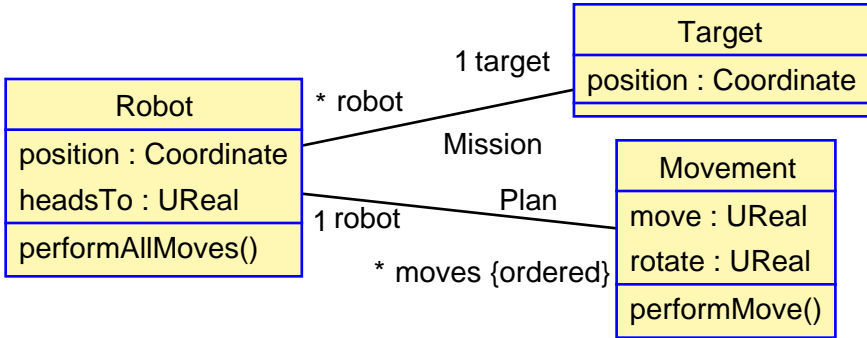 Target
position : Coordinate
1 target
* robot
Mission
Robot
position : Coordinate
headsTo : UReal
performAllMoves()
1 robot
Plan
* moves {ordered}
Movement
move : UReal
rotate : UReal
performMove()